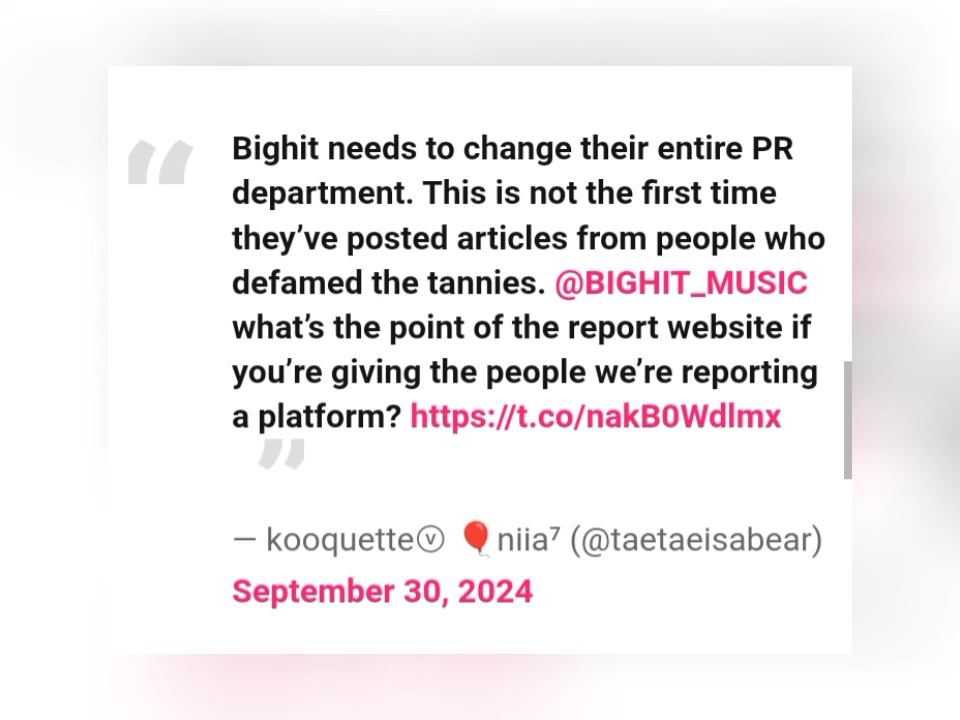 “
Bighit needs to change their entire PR
department. This is not the first time
they’ve posted articles from people who
defamed the tannies. @BIGHIT_MUSIC
what’s the point of the report website if
you’re giving the people we’re reporting
a platform? https://t.co/nakB0Wdlmx
”
— kooquetteⓥ 🎈niia⁷ (@taetaeisabear)
September 30, 2024